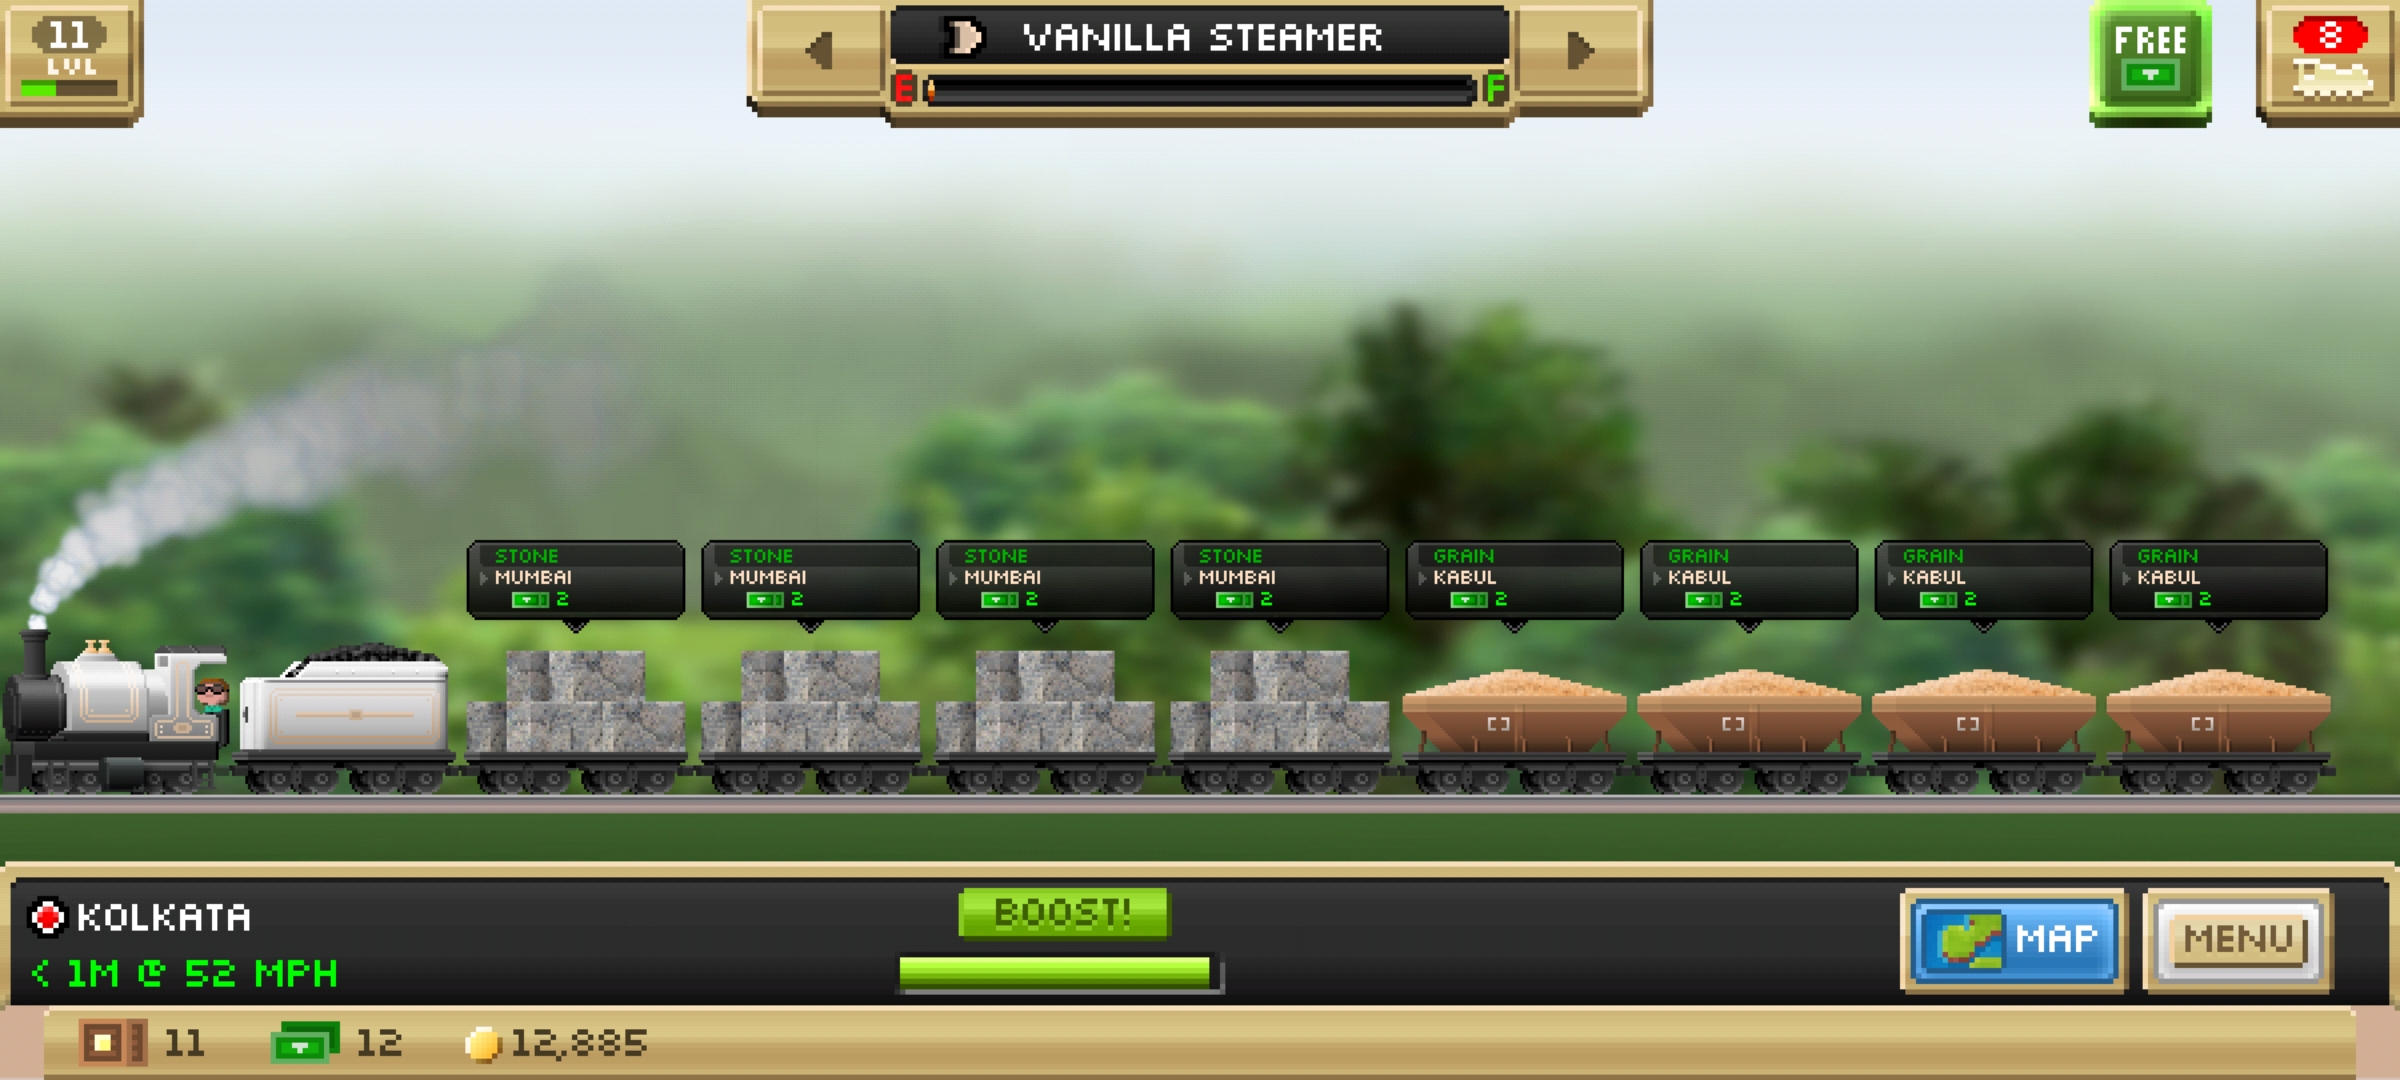 11
LVL
VANILLA STEAMER
E F
FREE
8
STONE
MUMBAI
2
STONE
MUMBAI
2
STONE
MUMBAI
2
STONE
MUMBAI
2
GRAIN
KABUL
2
GRAIN
KABUL
2
GRAIN
KABUL
2
GRAIN
KABUL
2
KOLKATA
< 1M @ 52 MPH
BOOST!
MAP
MENU
11
12
12,885